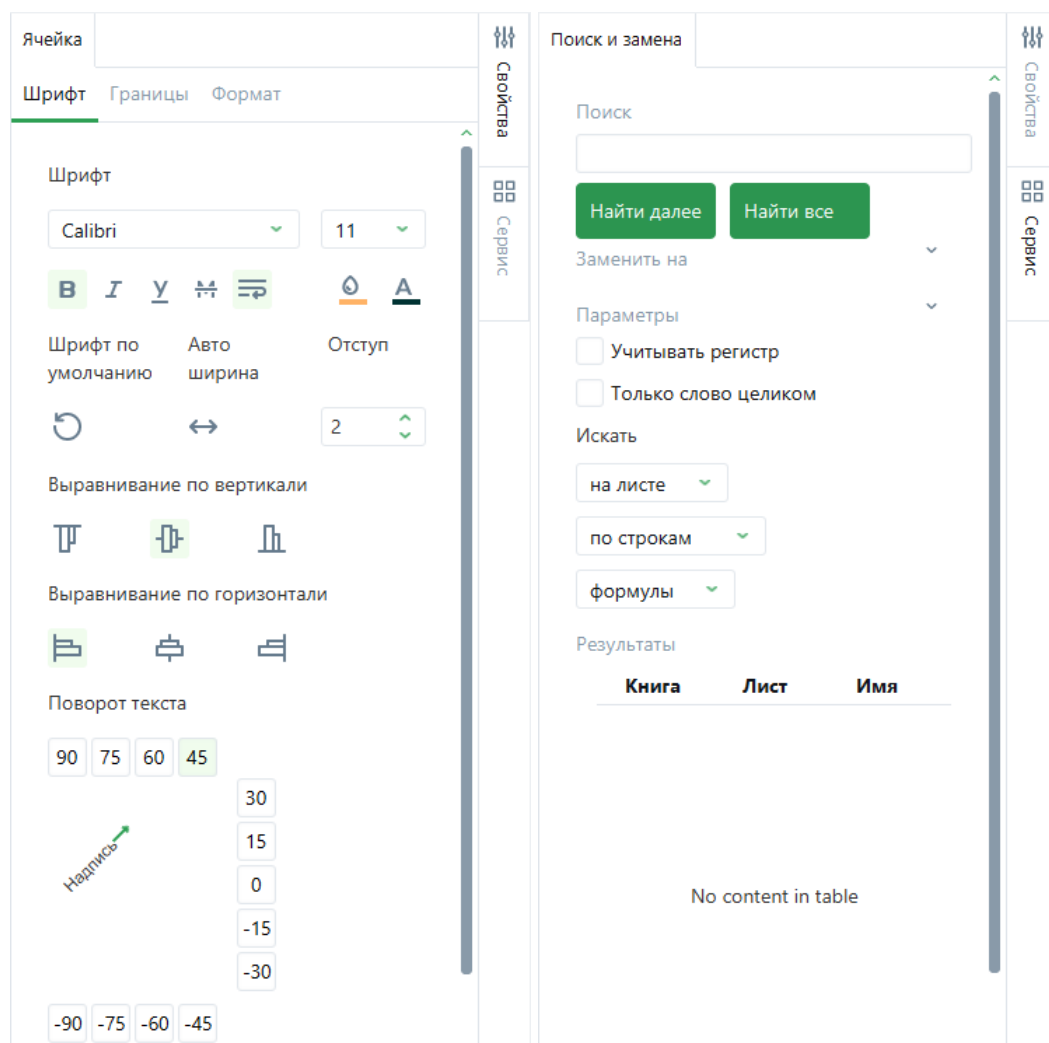 Ячейка
Шрифт Границы Формат
Шрифт
Calibri 11
B I У А
Шрифт по умолчанию
Авто ширина
Отступ
2
Выравнивание по вертикали
Выравнивание по горизонтали
Поворот текста
90 75 60 45
30
15
0
-15
-30
Надпись
-90 -75 -60 -45
Свойства
Сервис
Поиск и замена
Поиск
Найти далее Найти все
Заменить на
Параметры
Учитывать регистр
Только слово целиком
Искать
на листе
по строкам
формулы
Результаты
Книга Лист Имя
No content in table
Свойства
Сервис